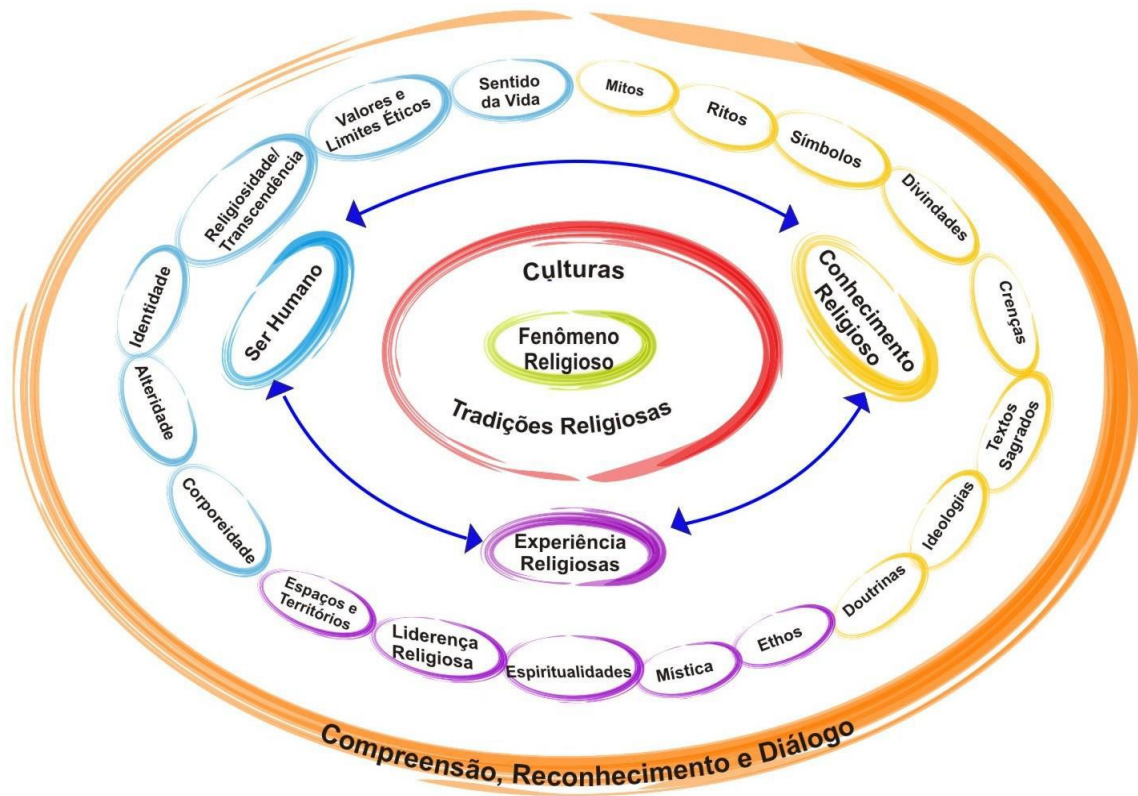 Sentido
da Vida
Mitos
Ritos
Símbolos
Divindades
Crenças
Textos
Sagrados
Ideologias
Doutrinas
Ethos
Mística
Espiritualidades
Liderença
Religiosa
Espaços e
Territórios
Corporeidade
Alteridade
Identidade
Religiosidade/
Transcendência
Valores e
Limites Éticos
Ser Humano
Conhecimento
Religioso
Experiência
Religiosas
Culturas
Fenômeno
Religioso
Tradições Religiosas
Compreensão, Reconhecimento e Diálogo